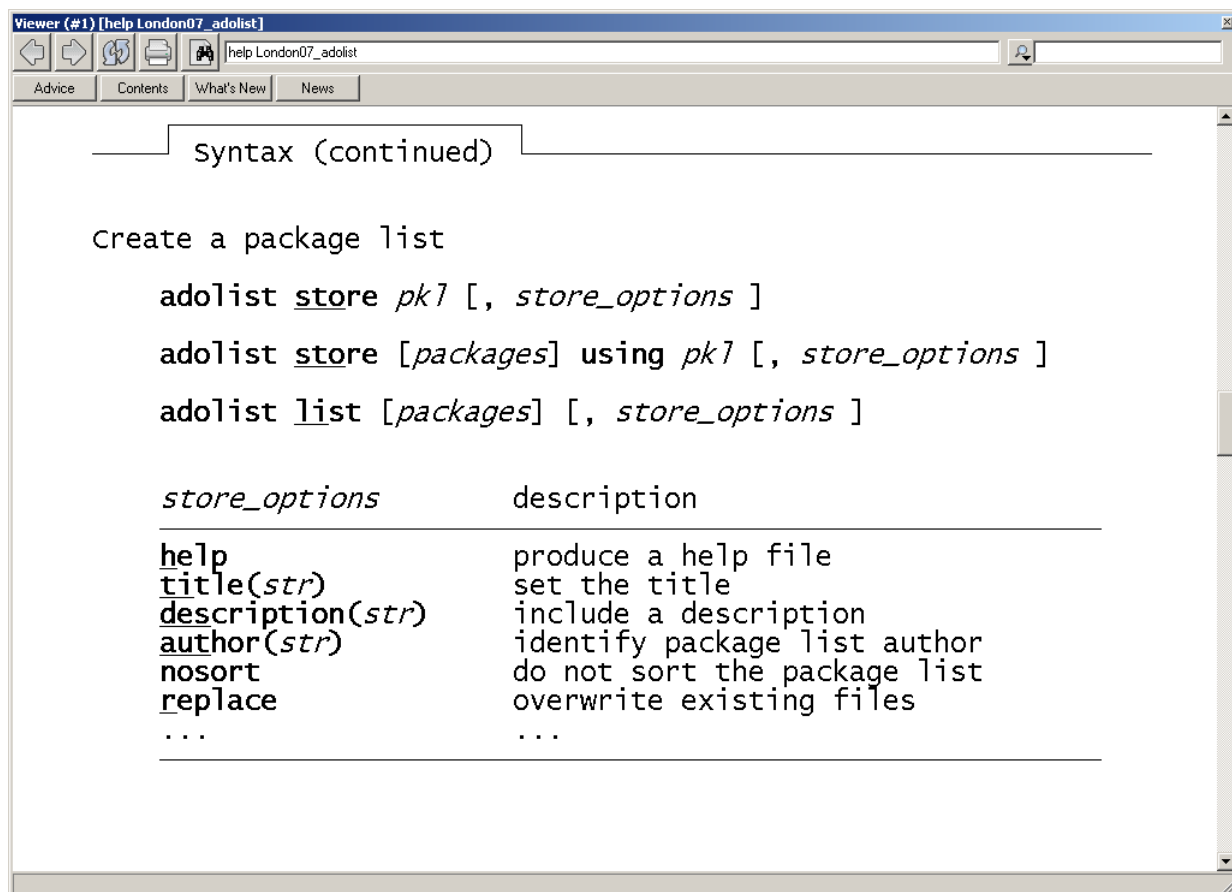 Viewer (#1) [help London07_adolist]
help London07_adolist
Advice Contents What's New News
Syntax (continued)
Create a package list
adolist store pkl [, store_options ]
adolist store [packages] using pkl [, store_options ]
adolist list [packages] [, store_options ]
store_options description
help produce a help file
title(str) set the title
description(str) include a description
author(str) identify package list author
nosort do not sort the package list
replace overwrite existing files
... ...